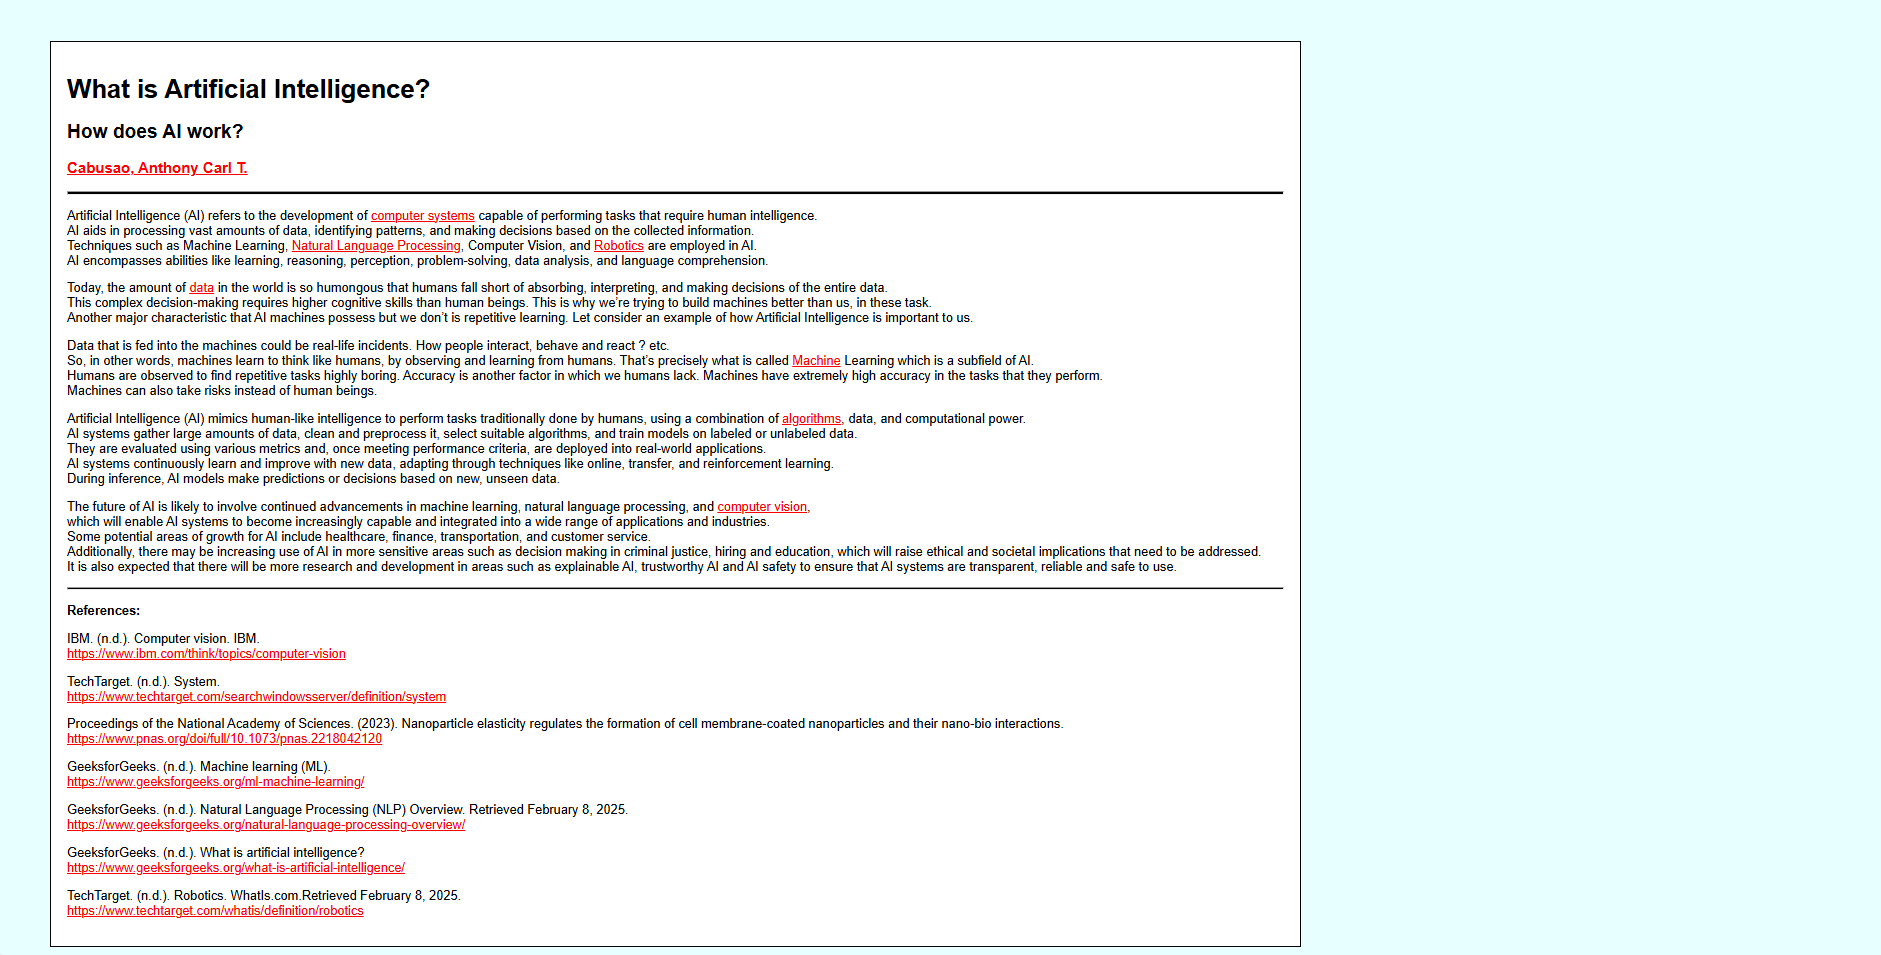 What is Artificial Intelligence?
How does AI work?
Cabusao, Anthony Carl T.
Artificial Intelligence (AI) refers to the development of computer systems capable of performing tasks that require human intelligence.
AI aids in processing vast amounts of data, identifying patterns, and making decisions based on the collected information.
Techniques such as Machine Learning, Natural Language Processing, Computer Vision, and Robotics are employed in AI.
AI encompasses abilities like learning, reasoning, perception, problem-solving, data analysis, and language comprehension.
Today, the amount of data in the world is so humongous that humans fall short of absorbing, interpreting, and making decisions of the entire data.
This complex decision-making requires higher cognitive skills than human beings. This is why we're trying to build machines better than us, in these task.
Another major characteristic that AI machines possess but we don't is repetitive learning. Let consider an example of how Artificial Intelligence is important to us.
Data that is fed into the machines could be real-life incidents. How people interact, behave and react ? etc.
So, in other words, machines learn to think like humans, by observing and learning from humans. That's precisely what is called Machine Learning which is a subfield of AI.
Humans are observed to find repetitive tasks highly boring. Accuracy is another factor in which we humans lack. Machines have extremely high accuracy in the tasks that they perform.
Machines can also take risks instead of human beings.
Artificial Intelligence (AI) mimics human-like intelligence to perform tasks traditionally done by humans, using a combination of algorithms, data, and computational power.
AI systems gather large amounts of data, clean and preprocess it, select suitable algorithms, and train models on labeled or unlabeled data.
They are evaluated using various metrics and, once meeting performance criteria, are deployed into real-world applications.
AI systems continuously learn and improve with new data, adapting through techniques like online, transfer, and reinforcement learning.
During inference, AI models make predictions or decisions based on new, unseen data.
The future of AI is likely to involve continued advancements in machine learning, natural language processing, and computer vision,
which will enable AI systems to become increasingly capable and integrated into a wide range of applications and industries.
Some potential areas of growth for AI include healthcare, finance, transportation, and customer service.
Additionally, there may be increasing use of AI in more sensitive areas such as decision making in criminal justice, hiring and education, which will raise ethical and societal implications that need to be addressed.
It is also expected that there will be more research and development in areas such as explainable AI, trustworthy AI and AI safety to ensure that AI systems are transparent, reliable and safe to use.
References:
IBM. (n.d.). Computer vision. IBM.
https://www.ibm.com/think/topics/computer-vision
TechTarget. (n.d.). System.
https://www.techtarget.com/searchwindowsserver/definition/system
Proceedings of the National Academy of Sciences. (2023). Nanoparticle elasticity regulates the formation of cell membrane-coated nanoparticles and their nano-bio interactions.
https://www.pnas.org/doi/full/10.1073/pnas.2218042120
GeeksforGeeks. (n.d.). Machine learning (ML).
https://www.geeksforgeeks.org/ml-machine-learning/
GeeksforGeeks. (n.d.). Natural Language Processing (NLP) Overview. Retrieved February 8, 2025.
https://www.geeksforgeeks.org/natural-language-processing-overview/
GeeksforGeeks. (n.d.). What is artificial intelligence?
https://www.geeksforgeeks.org/what-is-artificial-intelligence/
TechTarget. (n.d.). Robotics. WhatIs.com.Retrieved February 8, 2025.
https://www.techtarget.com/whatis/definition/robotics